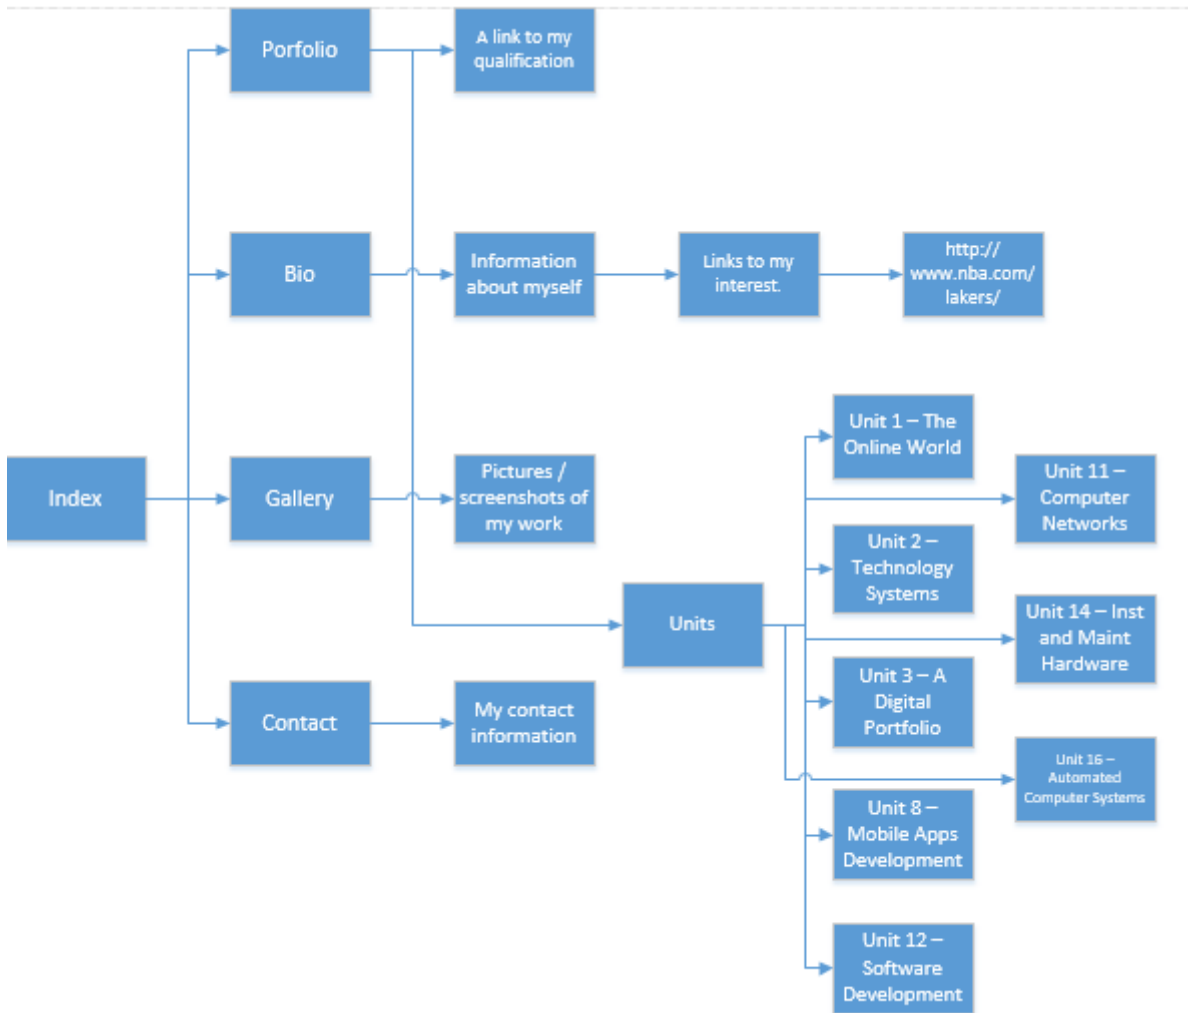 Porfolio
A link to my
qualification
Bio
Information
about myself
Links to my
interest.
http://
www.nba.com/
lakers/
Index
Gallery
Pictures /
screenshots of
my work
Unit 1 – The
Online World
Unit 11 –
Computer
Networks
Unit 2 –
Technology
Systems
Units
Unit 14 – Inst
and Maint
Hardware
Contact
My contact
information
Unit 3 – A
Digital
Portfolio
Unit 16 –
Automated
Computer Systems
Unit 8 –
Mobile Apps
Development
Unit 12 –
Software
Development